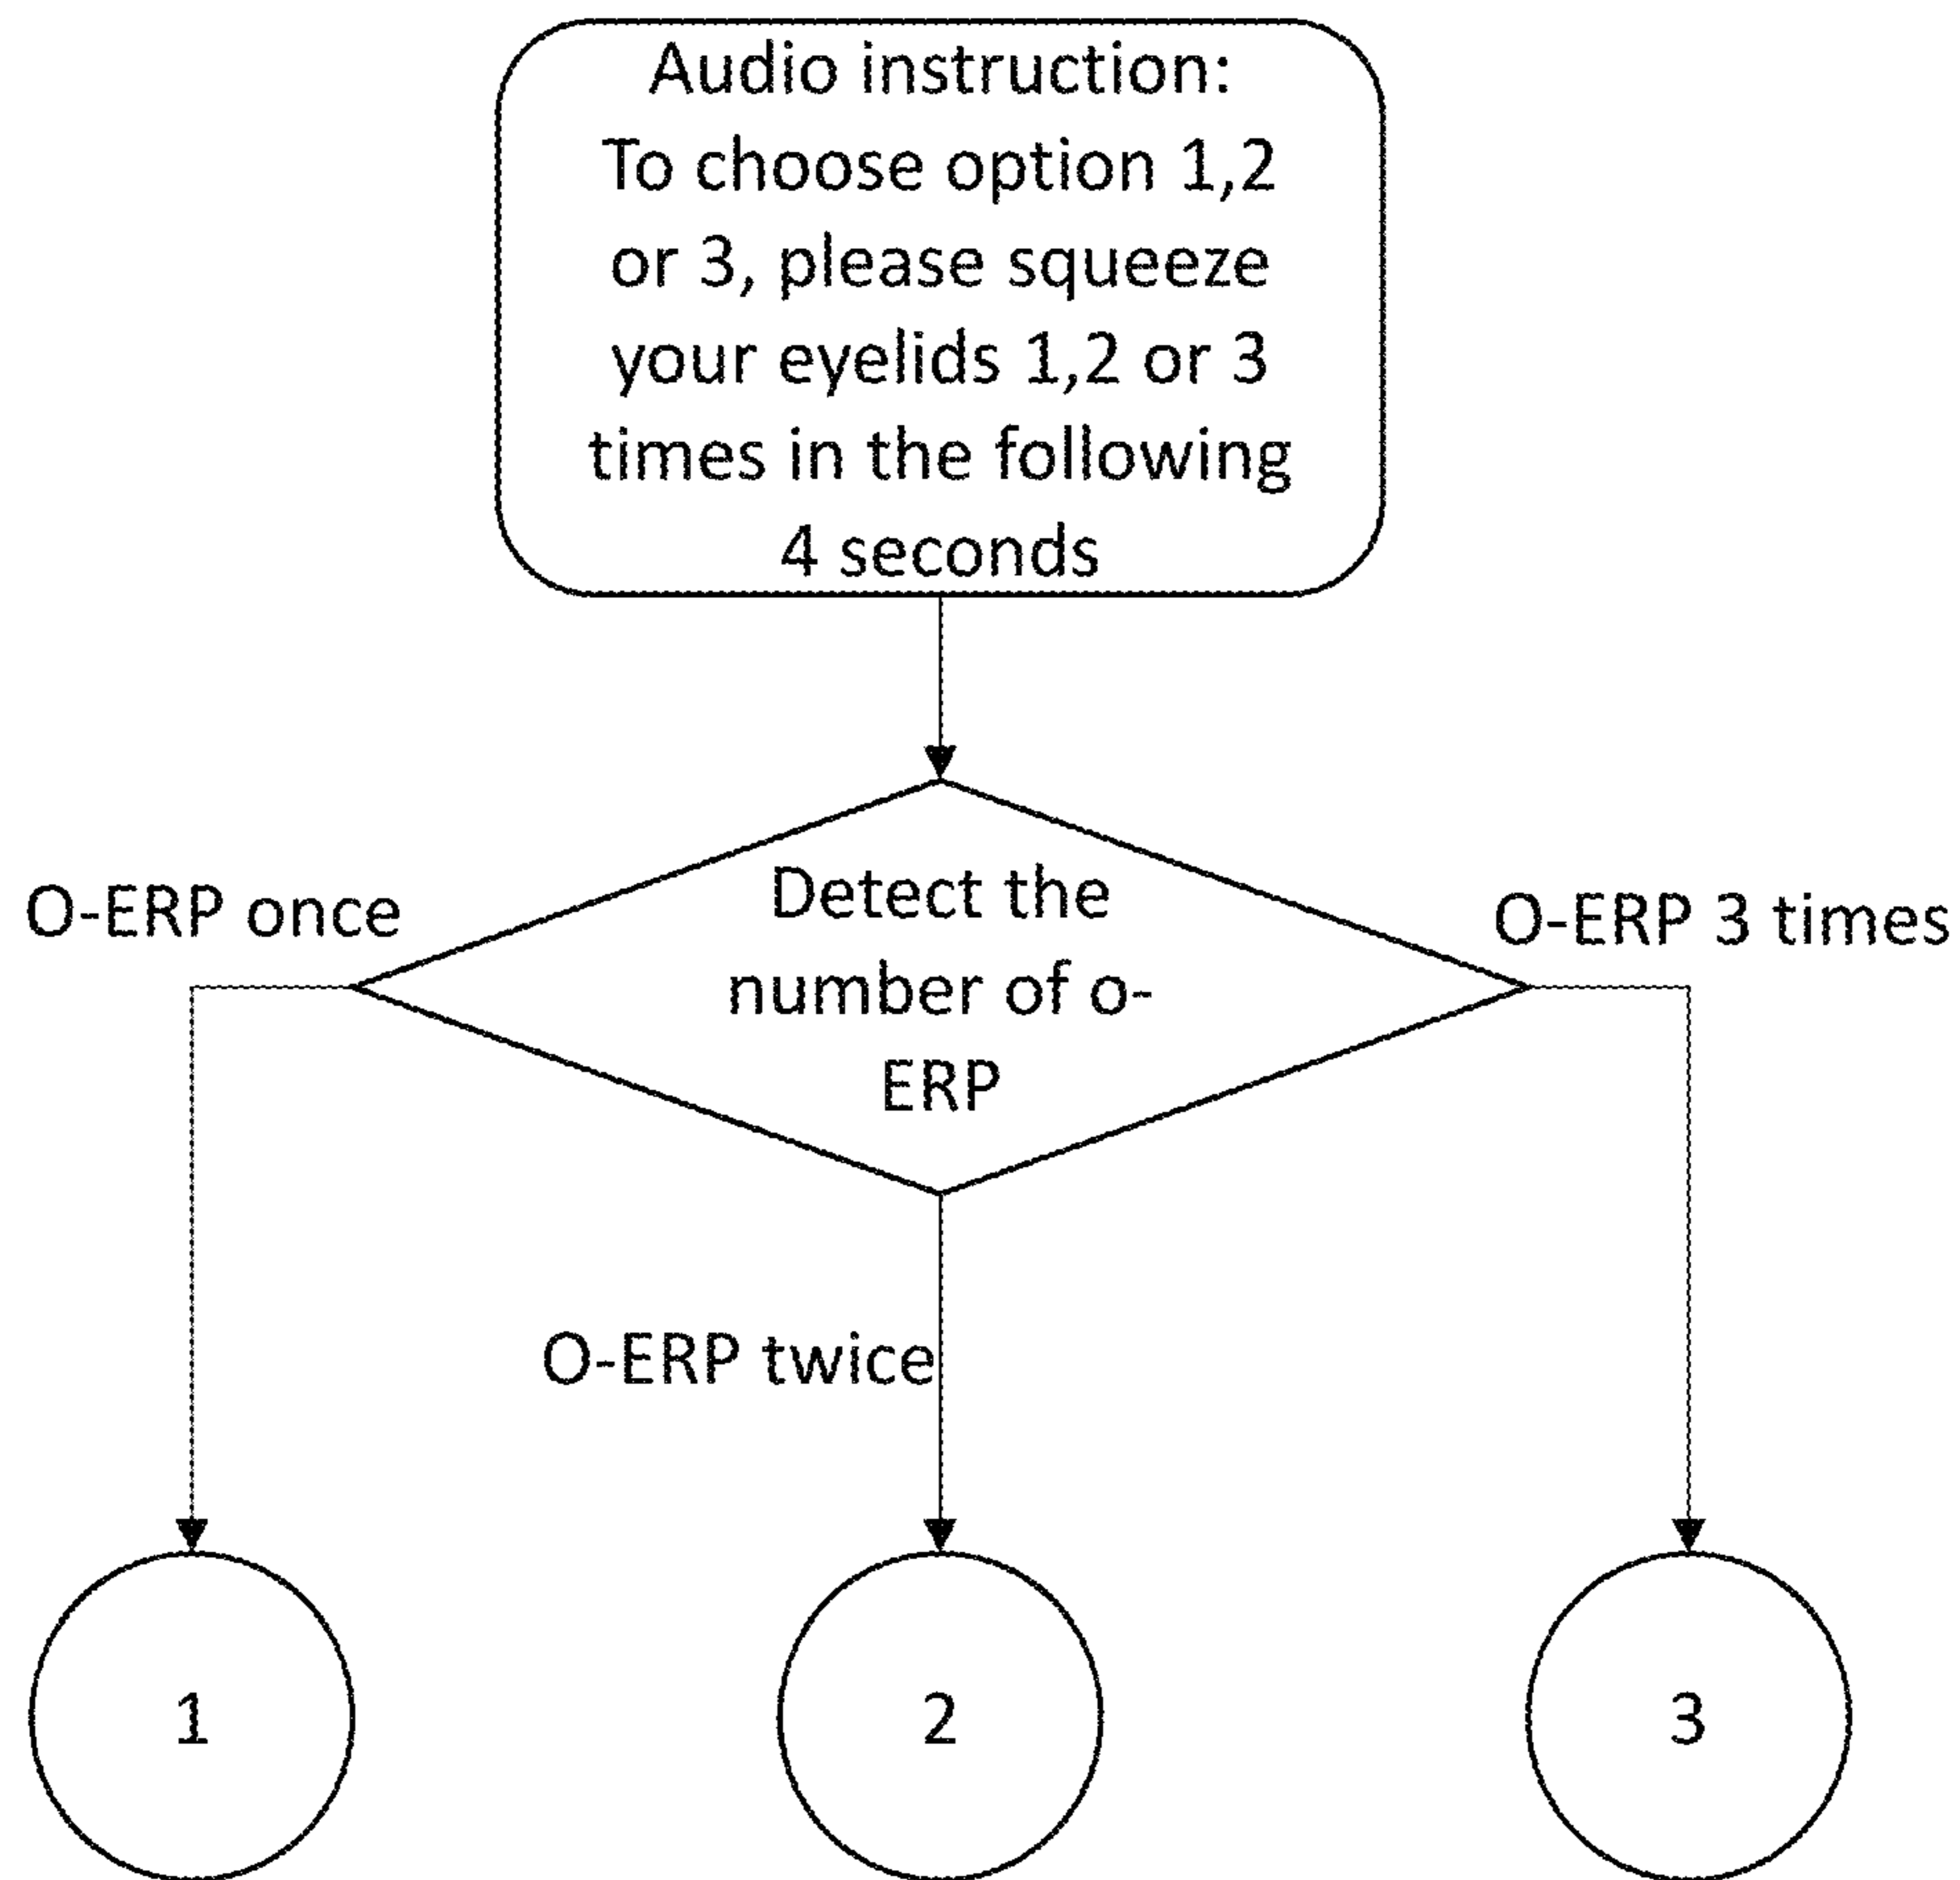 Audio instruction:
To choose option 1,2
or 3, please squeeze
your eyelids 1,2 or 3
times in the following
4 seconds
Detect the
number of o-
ERP
O-ERP once
O-ERP 3 times
O-ERP twice
1
2
3